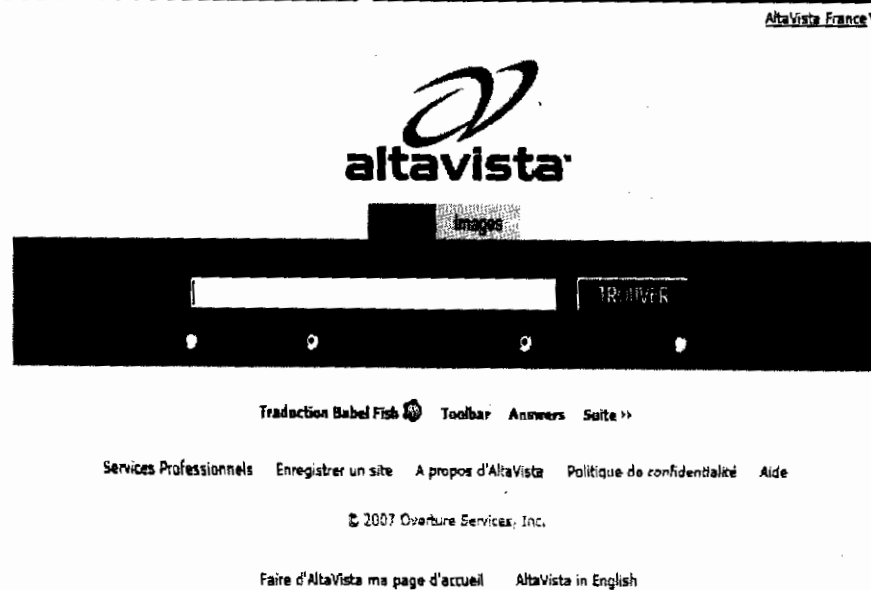 AltaVista France
altavista
Images
TROUVER
Traduction Babel Fish Toolbar Answers Suite ››
Services Professionnels Enregistrer un site A propos d'AltaVista Politique de confidentialité Aide
© 2007 Overture Services, Inc.
Faire d'AltaVista ma page d'accueil AltaVista in English